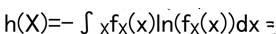 h(X)=-∫ₓfₓ(x)ln(fₓ(x))dx =